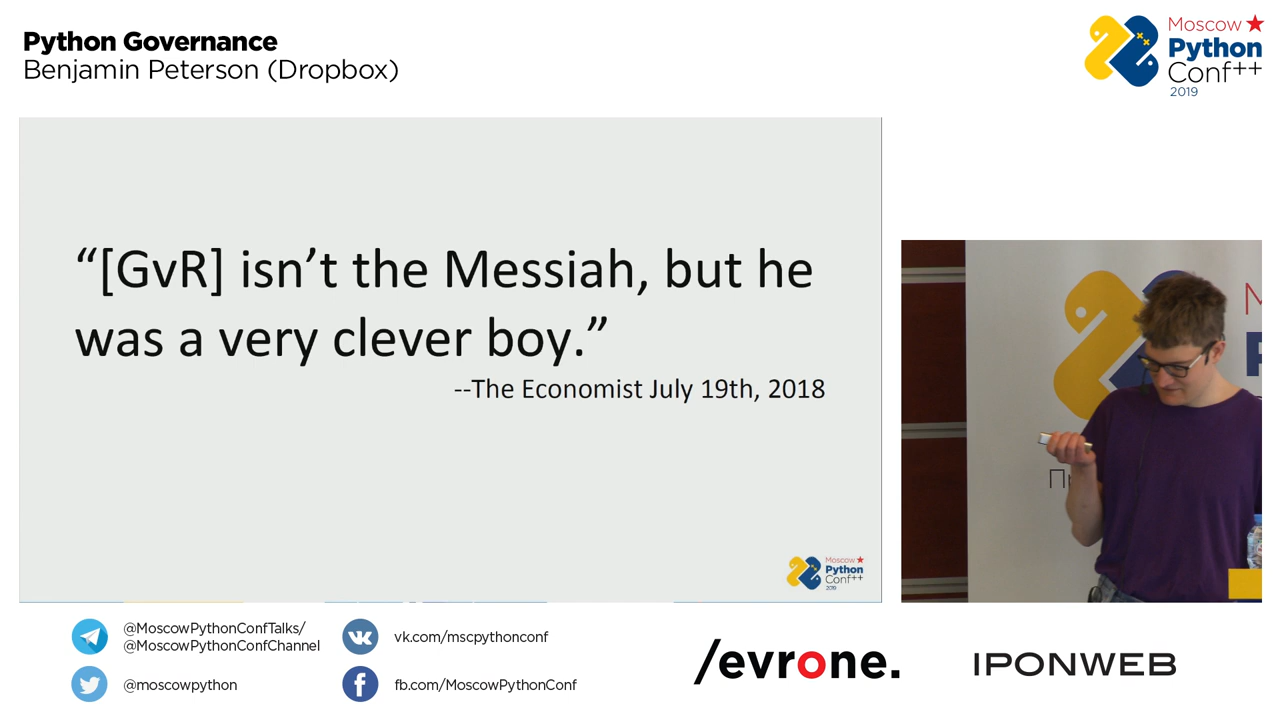 Python Governance
Benjamin Peterson (Dropbox)
Moscow
Python
Conf++
2019
“[GvR] isn’t the Messiah, but he
was a very clever boy.”
--The Economist July 19th, 2018
Moscow
Python
Conf++
2019
@MoscowPythonConfTalks/
@MoscowPythonConfChannel
vk.com/mscpythonconf
@moscowpython
fb.com/MoscowPythonConf
/evrone.
IPONWEB